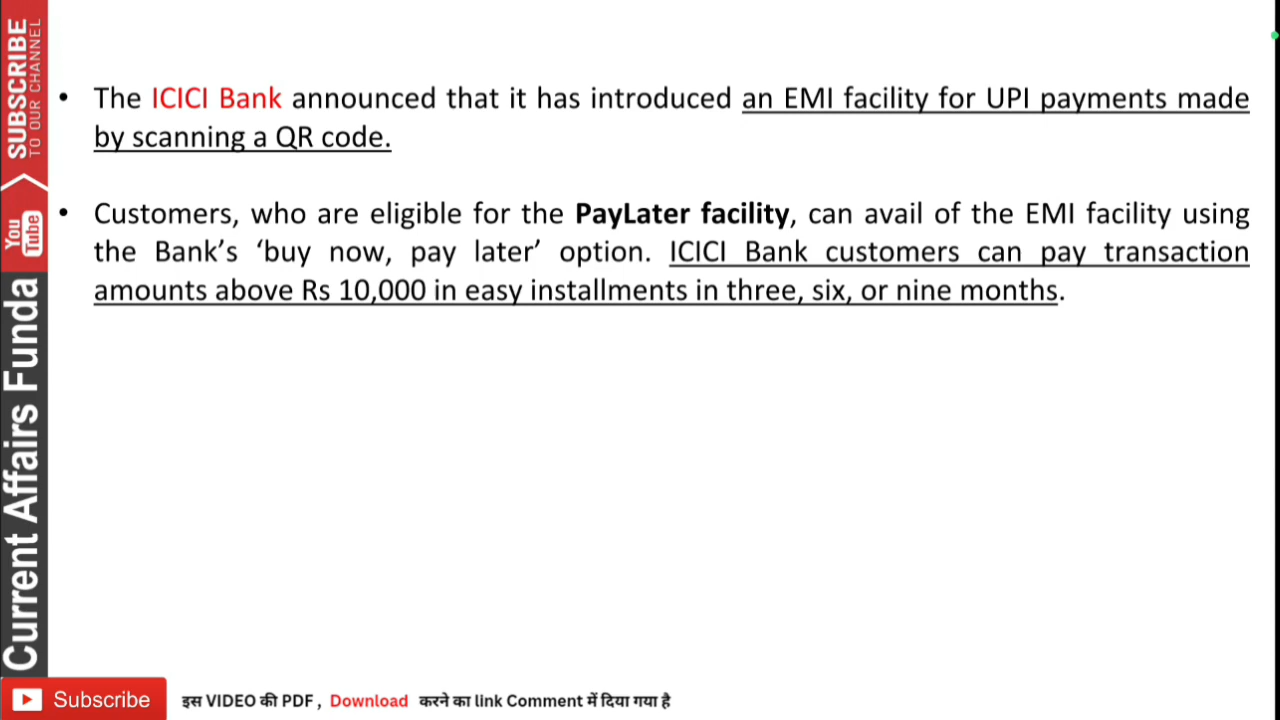 SUBSCRIBE
TO OUR CHANNEL
You
Tube
Current Affairs Funda
• The ICICI Bank announced that it has introduced an EMI facility for UPI payments made
by scanning a QR code.
• Customers, who are eligible for the PayLater facility, can avail of the EMI facility using
the Bank’s ‘buy now, pay later’ option. ICICI Bank customers can pay transaction
amounts above Rs 10,000 in easy installments in three, six, or nine months.
Subscribe
इस VIDEO की PDF , Download करने का link Comment में दिया गया है